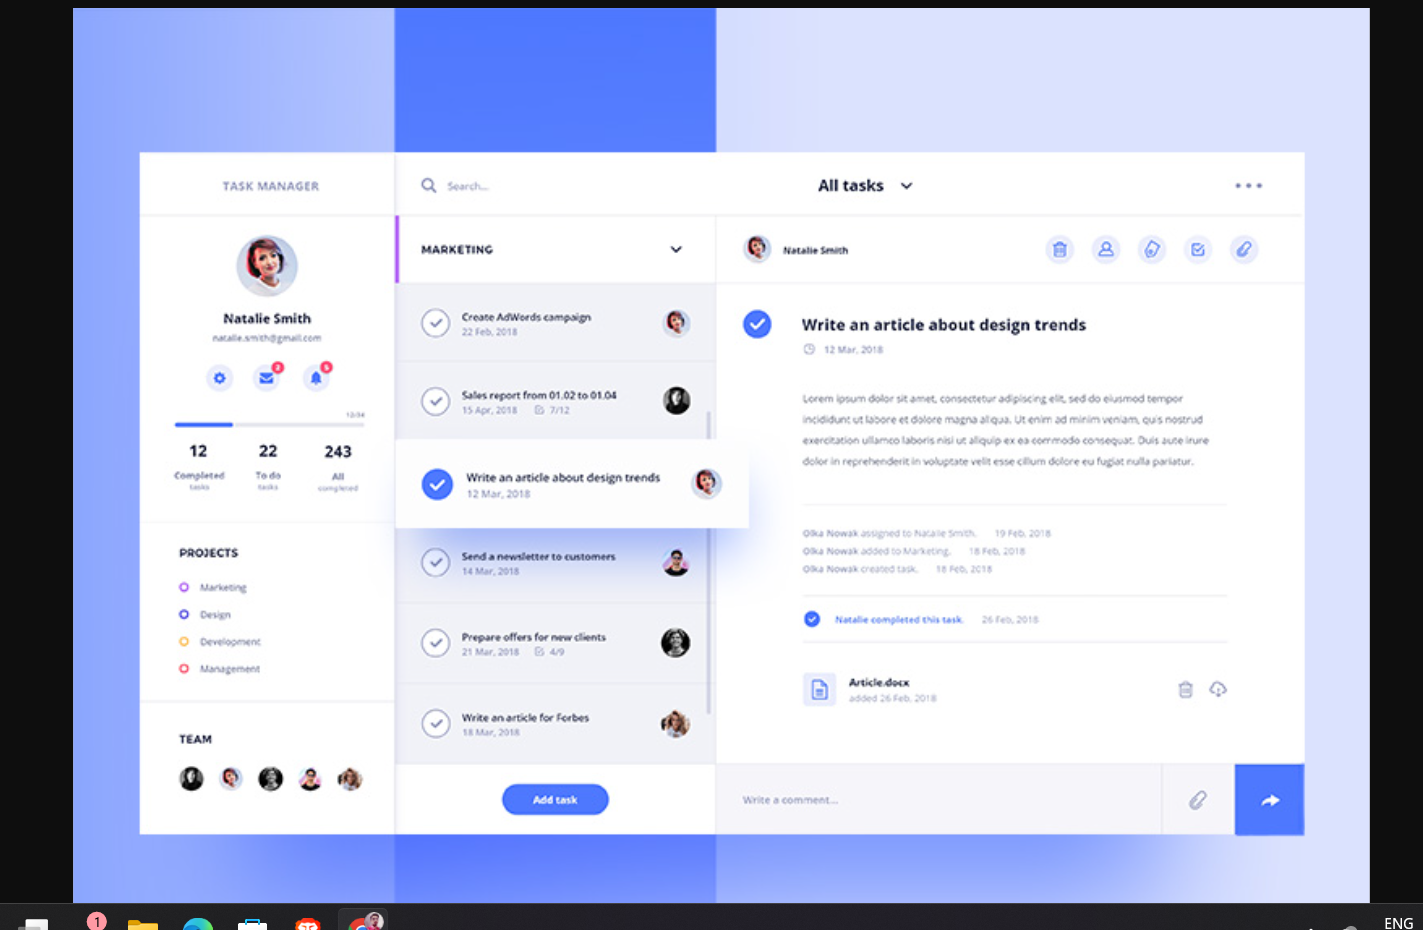 TASK MANAGER
Search...
All tasks
Natalie Smith
natalie.smith@gmail.com
2
5
12/34
12
22
243
Completed
tasks
To do
tasks
All
completed
PROJECTS
Marketing
Design
Development
Management
TEAM
MARKETING
Create AdWords campaign
22 Feb, 2018
Sales report from 01.02 to 01.04
15 Apr, 2018 7/12
Write an article about design trends
12 Mar, 2018
Send a newsletter to customers
14 Mar, 2018
Prepare offers for new clients
21 Mar, 2018 4/9
Write an article for Forbes
18 Mar, 2018
Add task
Natalie Smith
Write an article about design trends
12 Mar, 2018
Lorem ipsum dolor sit amet, consectetur adipiscing elit, sed do eiusmod tempor
incididunt ut labore et dolore magna aliqua. Ut enim ad minim veniam, quis nostrud
exercitation ullamco laboris nisi ut aliquip ex ea commodo consequat. Duis aute irure
dolor in reprehenderit in voluptate velit esse cillum dolore eu fugiat nulla pariatur.
Olka Nowak assigned to Natalie Smith. 19 Feb, 2018
Olka Nowak added to Marketing. 18 Feb, 2018
Olka Nowak created task. 18 Feb, 2018
Natalie completed this task. 26 Feb, 2018
Article.docx
added 26 Feb, 2018
Write a comment...
1
ENG